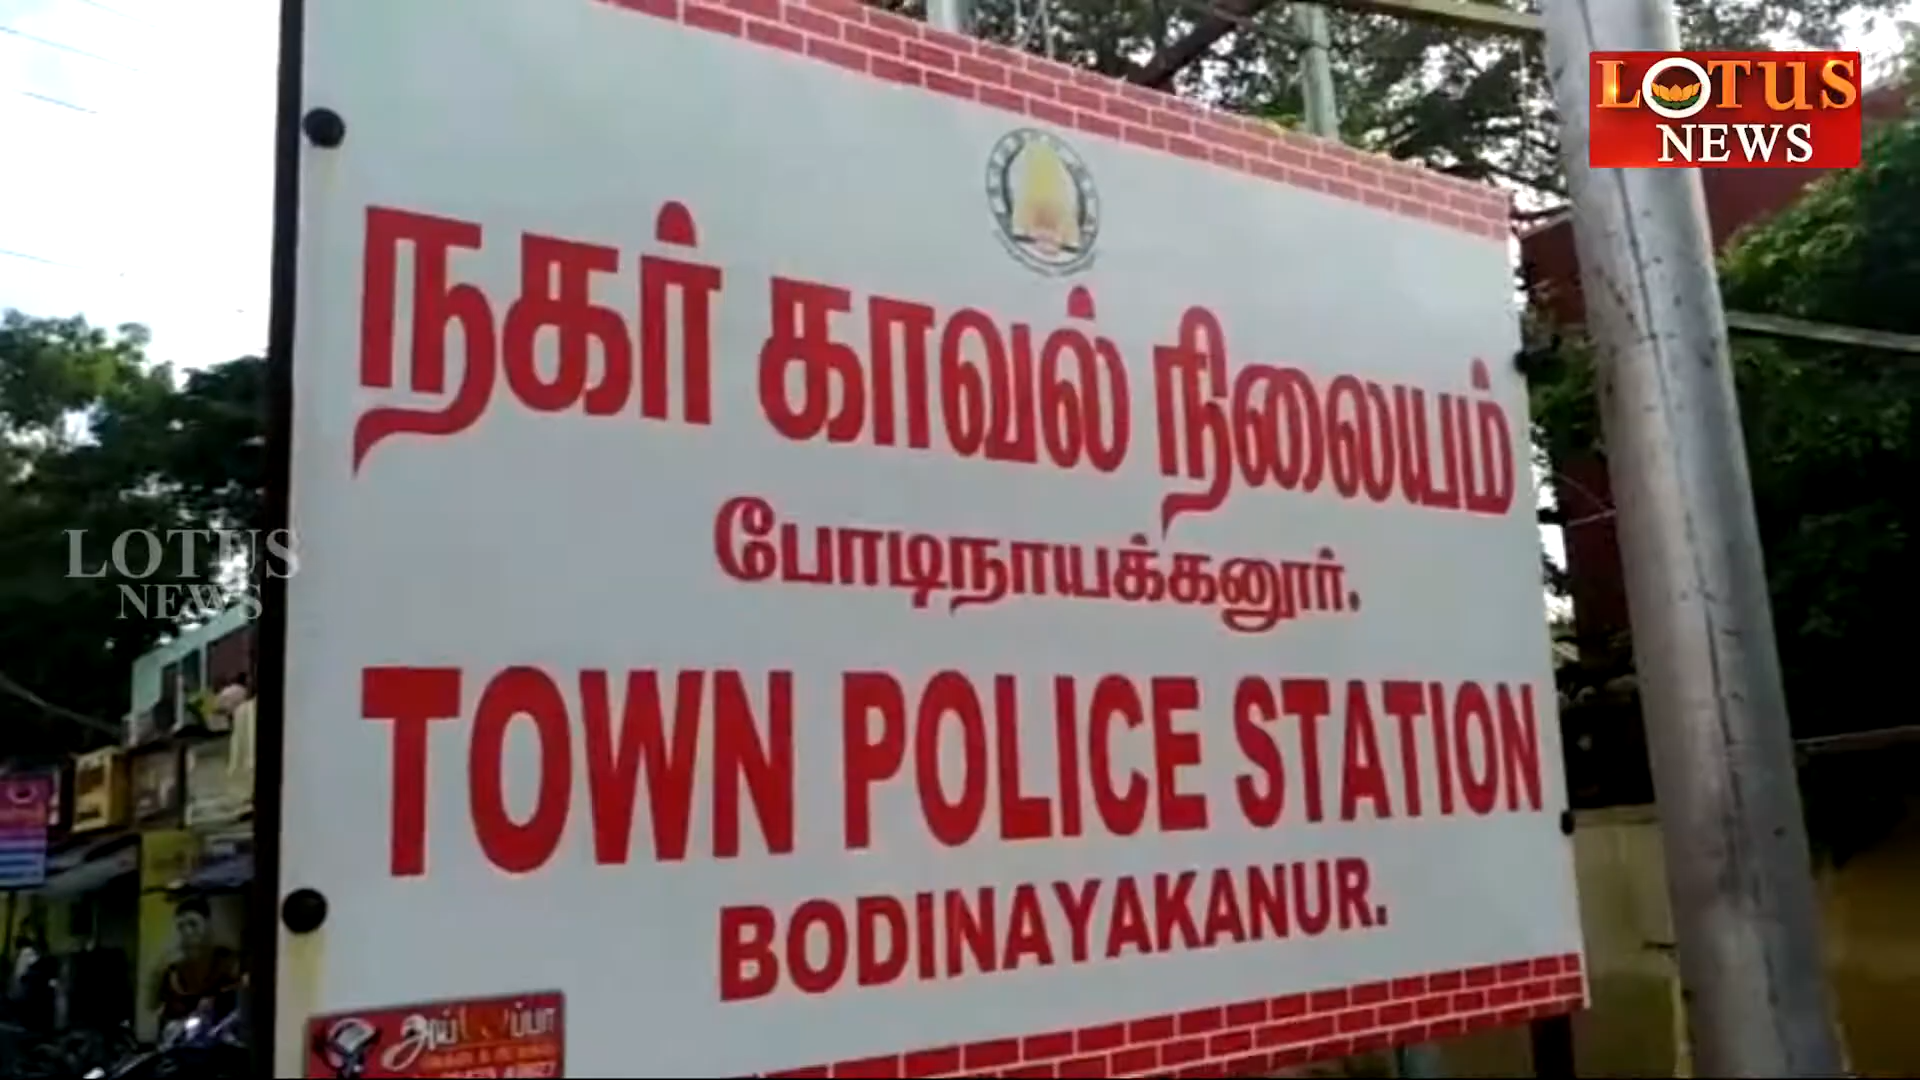 LOTUS
NEWS
நகர் காவல் நிலையம்
போடிநாயக்கனூர்.
LOTUS
NEWS
TOWN POLICE STATION
BODINAYAKANUR.